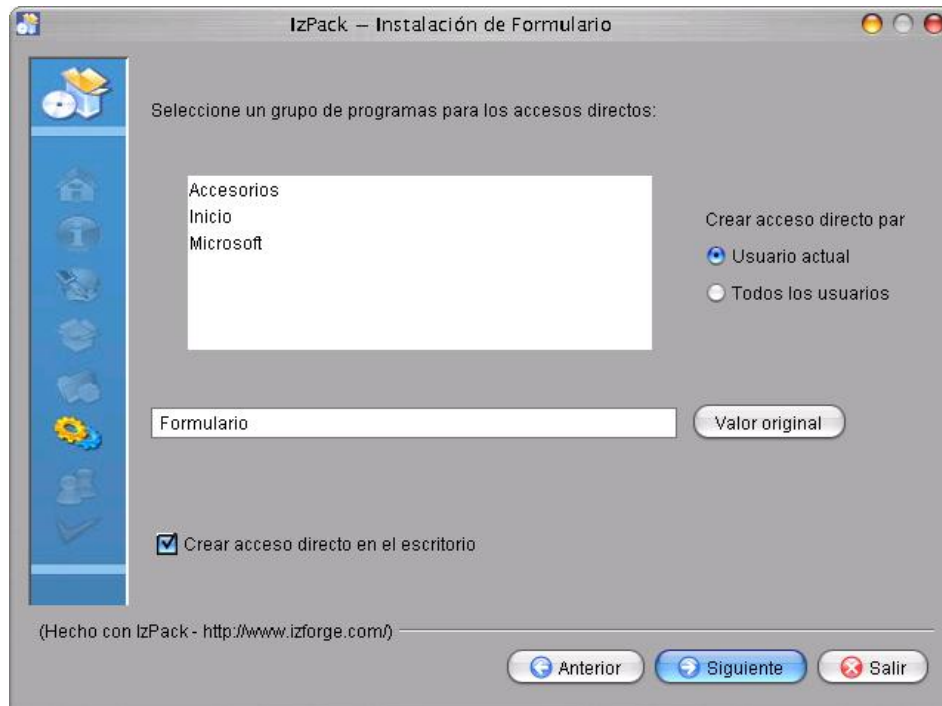 IzPack – Instalación de Formulario
Seleccione un grupo de programas para los accesos directos:
Accesorios
Inicio
Microsoft
Crear acceso directo par
Usuario actual
Todos los usuarios
Formulario
Valor original
Crear acceso directo en el escritorio
(Hecho con IzPack - http://www.izforge.com/)
Anterior
Siguiente
Salir